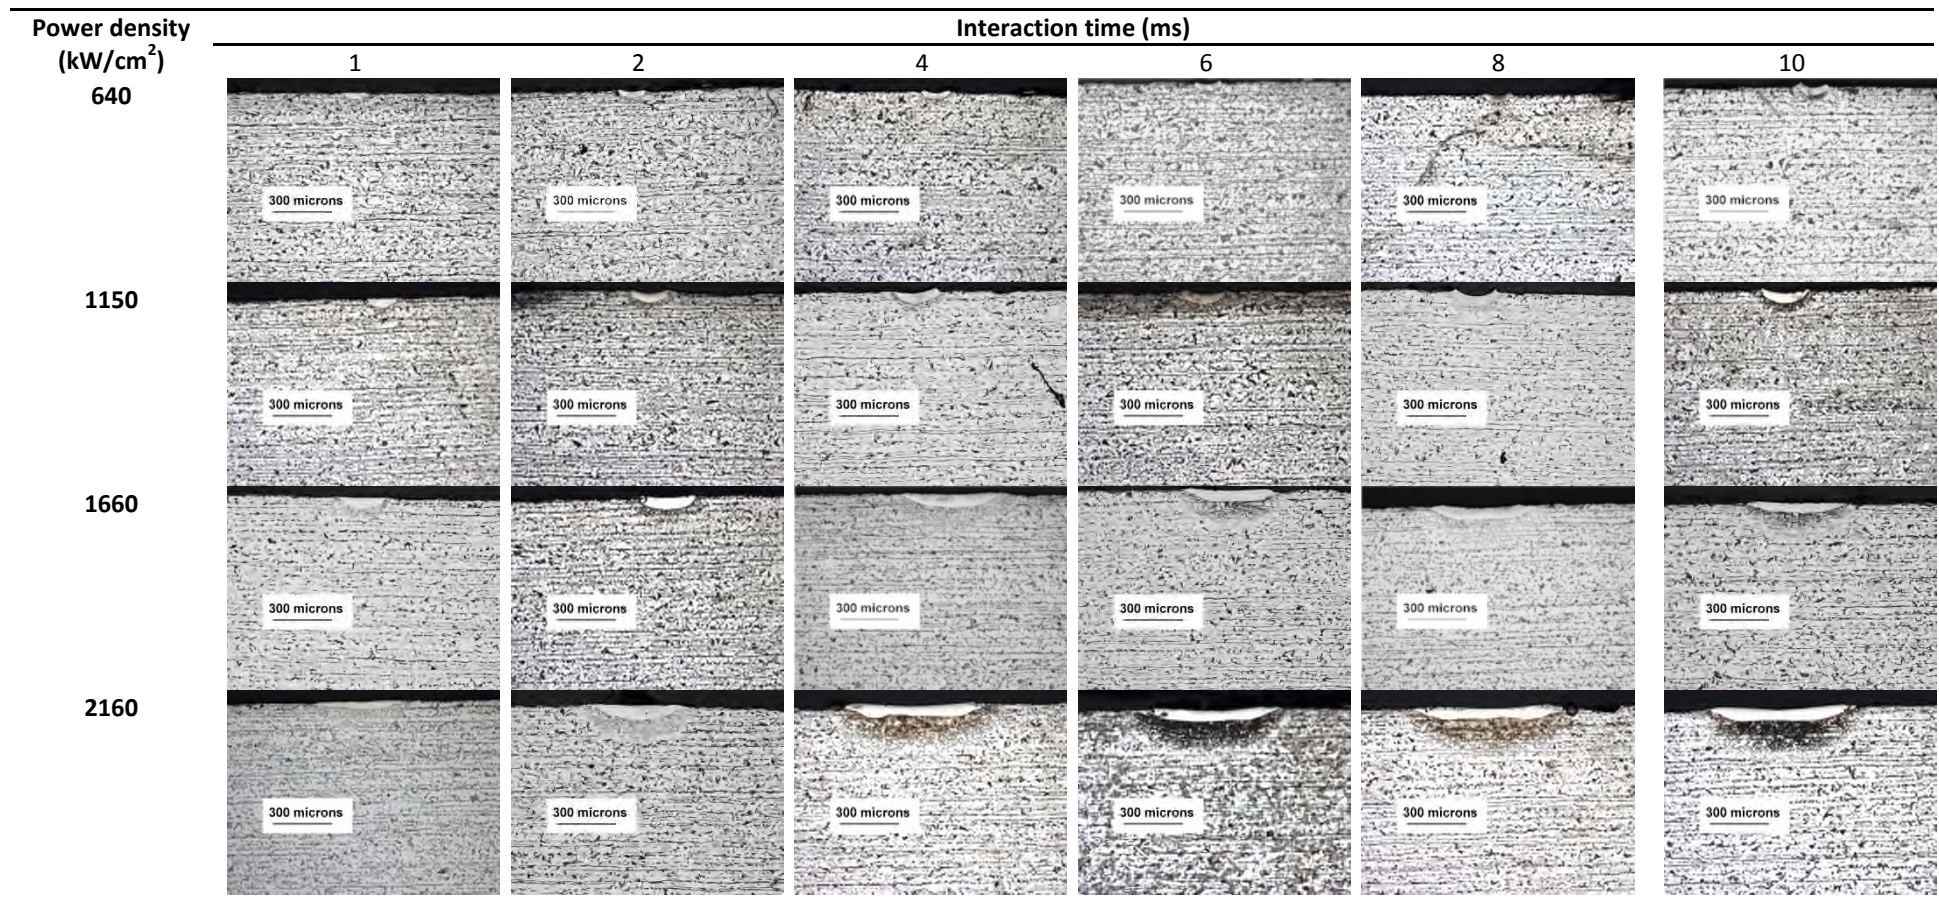 Power density Interaction time (ms)
(kW/cm²) 1 2 4 6 8 10
640
300 microns 300 microns 300 microns 300 microns 300 microns 300 microns
1150
300 microns 300 microns 300 microns 300 microns 300 microns 300 microns
1660
300 microns 300 microns 300 microns 300 microns 300 microns 300 microns
2160
300 microns 300 microns 300 microns 300 microns 300 microns 300 microns